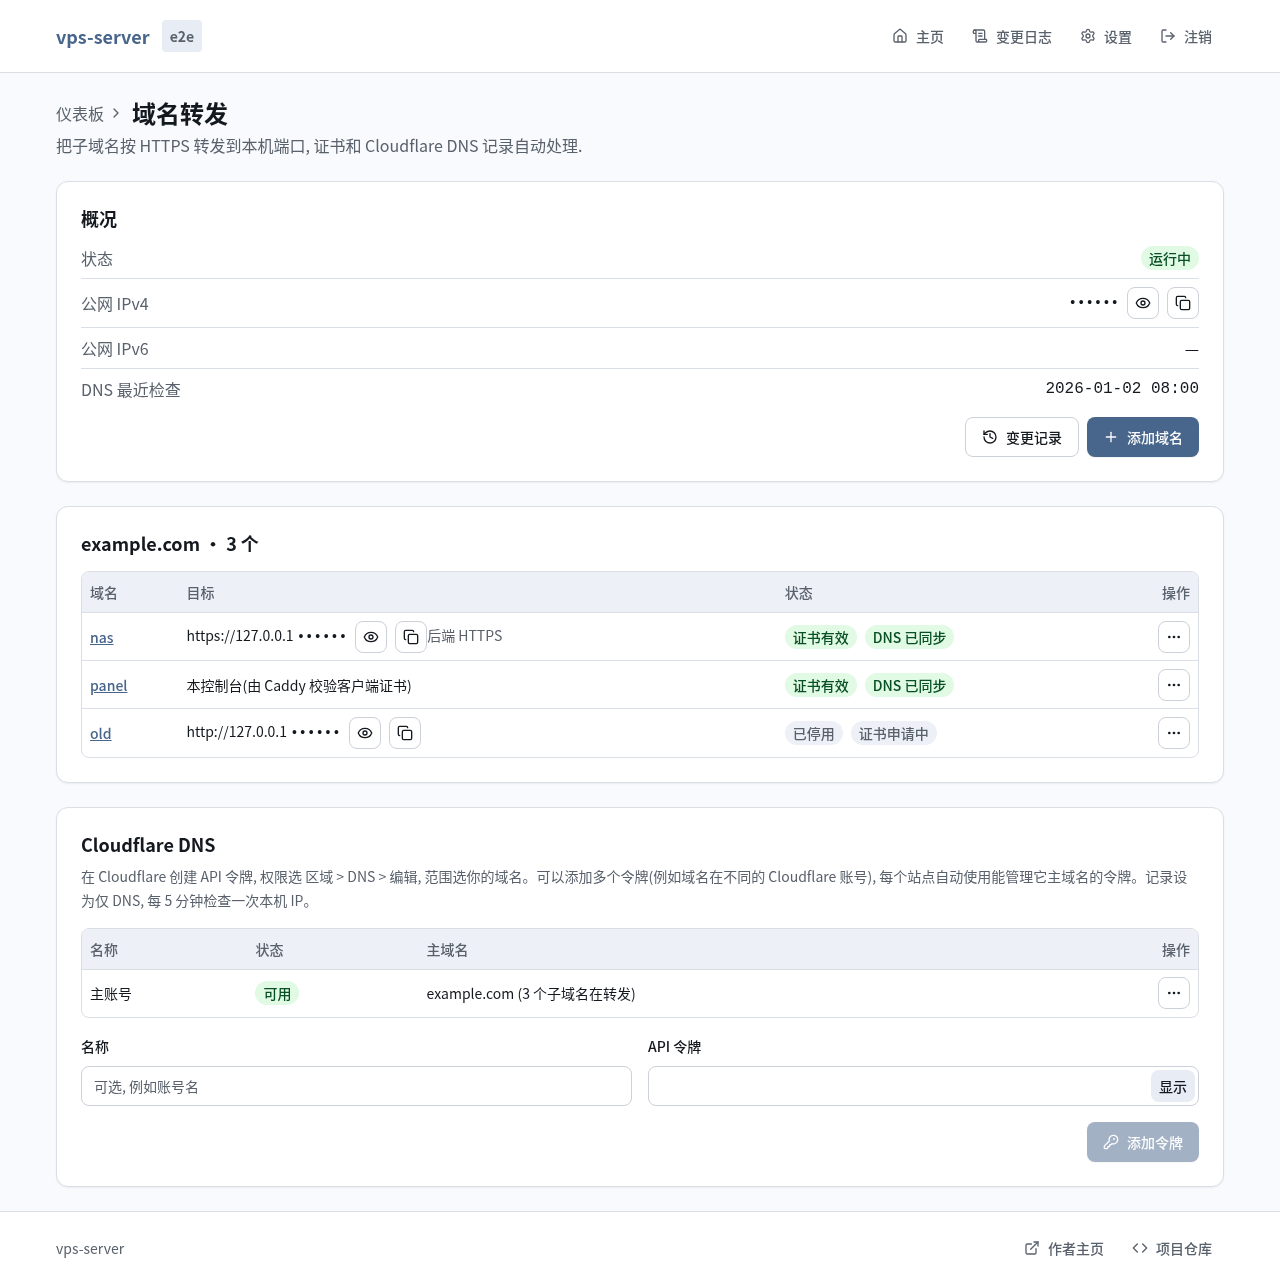 vps-server e2e 主页 变更日志 设置 注销
仪表板 > 域名转发
把子域名按 HTTPS 转发到本机端口, 证书和 Cloudflare DNS 记录自动处理.
概况
状态 运行中
公网 IPv4 ••••••
公网 IPv6 —
DNS 最近检查 2026-01-02 08:00
变更记录 添加域名
example.com · 3 个
域名 目标 状态 操作
nas https://127.0.0.1 •••••• 后端 HTTPS 证书有效 DNS 已同步
panel 本控制台(由 Caddy 校验客户端证书) 证书有效 DNS 已同步
old http://127.0.0.1 •••••• 已停用 证书申请中
Cloudflare DNS
在 Cloudflare 创建 API 令牌, 权限选 区域 > DNS > 编辑, 范围选你的域名。可以添加多个令牌(例如域名在不同的 Cloudflare 账号), 每个站点自动使用能管理它主域名的令牌。记录设
为仅 DNS, 每 5 分钟检查一次本机 IP。
名称 状态 主域名 操作
主账号 可用 example.com (3 个子域名在转发)
名称 API 令牌
可选, 例如账号名 显示
添加令牌
vps-server 作者主页 项目仓库